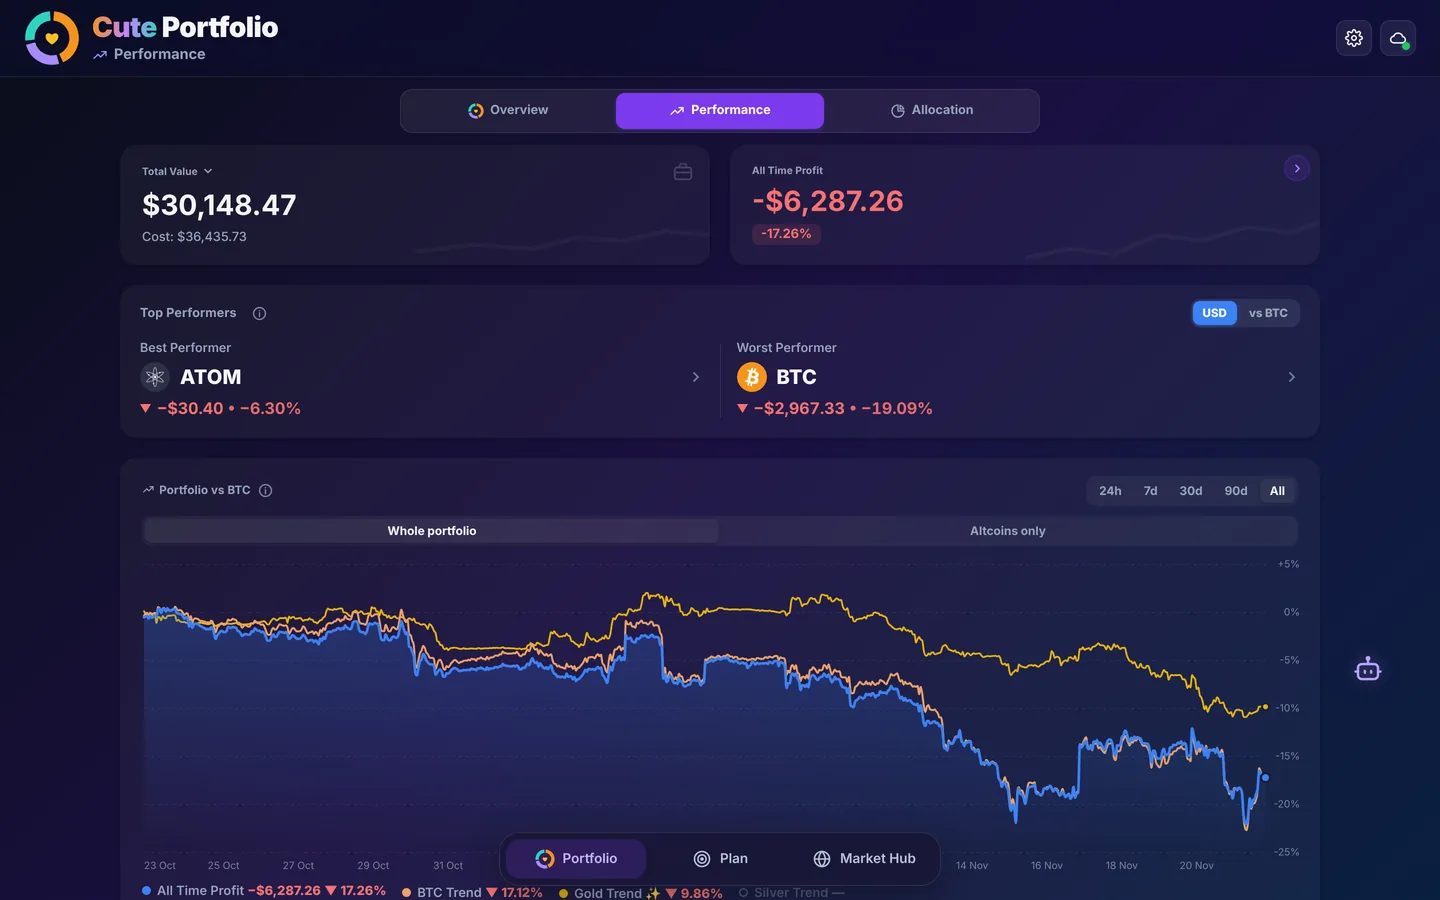 Cute Portfolio
Performance
Overview
Performance
Allocation
Total Value
$30,148.47
Cost: $36,435.73
All Time Profit
-$6,287.26
-17.26%
Top Performers
USD
vs BTC
Best Performer
ATOM
▼ −$30.40 • −6.30%
Worst Performer
BTC
▼ −$2,967.33 • −19.09%
Portfolio vs BTC
24h 7d 30d 90d All
Whole portfolio
Altcoins only
+5%
0%
-5%
-10%
-15%
-20%
-25%
23 Oct 25 Oct 27 Oct 29 Oct 31 Oct 14 Nov 16 Nov 18 Nov 20 Nov
Portfolio
Plan
Market Hub
All Time Profit −$6,287.26 ▼ 17.26% BTC Trend ▼ 17.12% Gold Trend ✨ ▼ 9.86% Silver Trend —